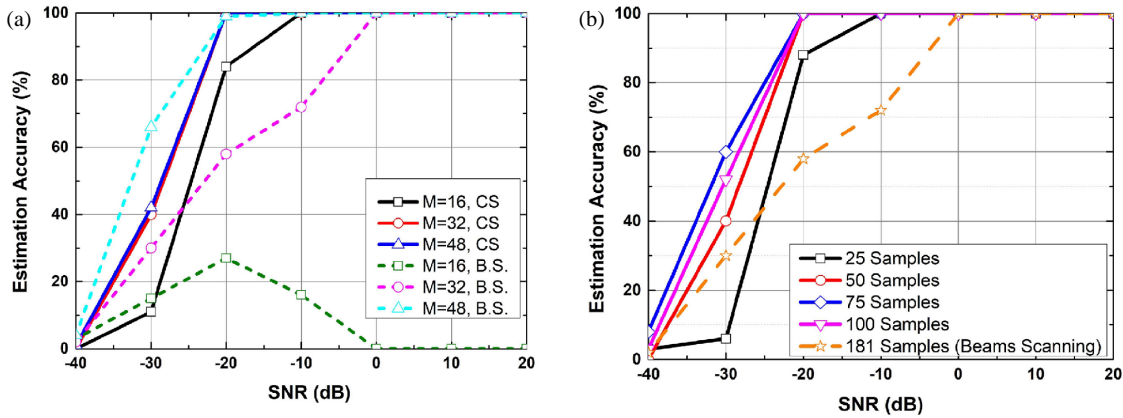 (a)
100
80
60
40
20
0
Estimation Accuracy (%)
-40 -30 -20 -10 0 10 20
SNR (dB)
M=16, CS
M=32, CS
M=48, CS
M=16, B.S.
M=32, B.S.
M=48, B.S.
(b)
100
80
60
40
20
0
Estimation Accuracy (%)
-40 -30 -20 -10 0 10 20
SNR (dB)
25 Samples
50 Samples
75 Samples
100 Samples
181 Samples (Beams Scanning)